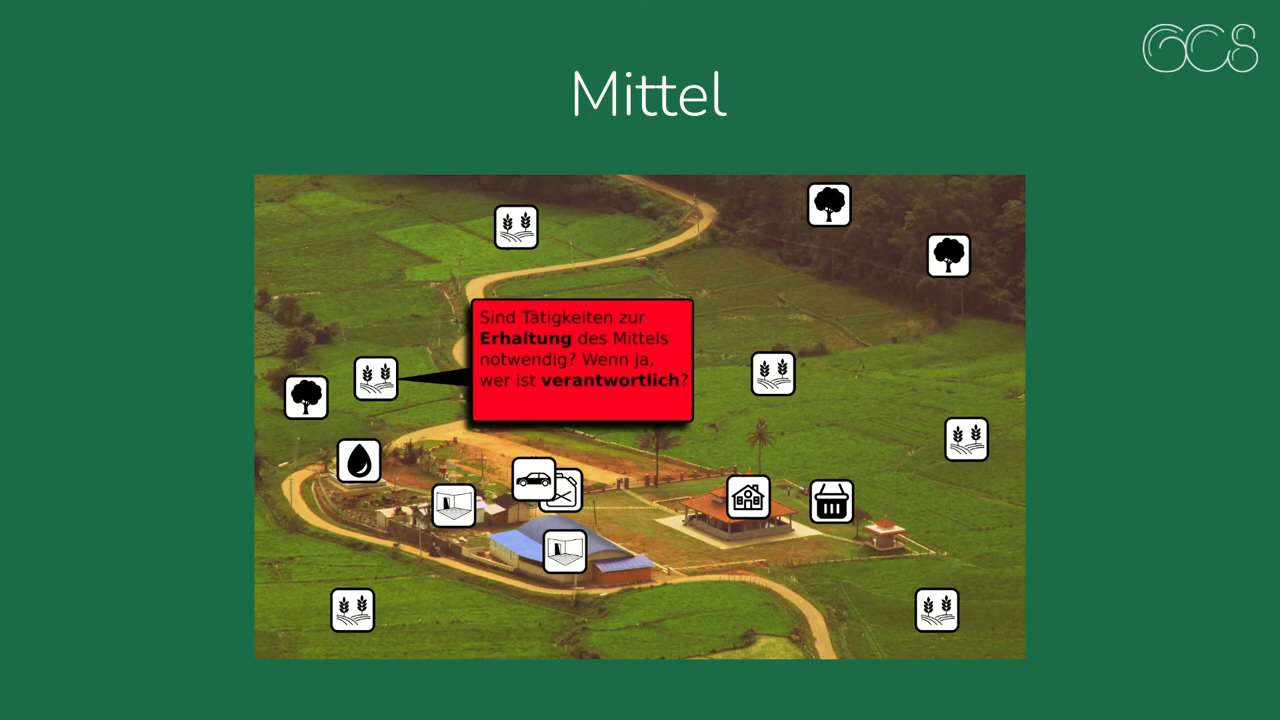 GCS
Mittel
Sind Tätigkeiten zur
Erhaltung des Mittels
notwendig? Wenn ja,
wer ist verantwortlich?